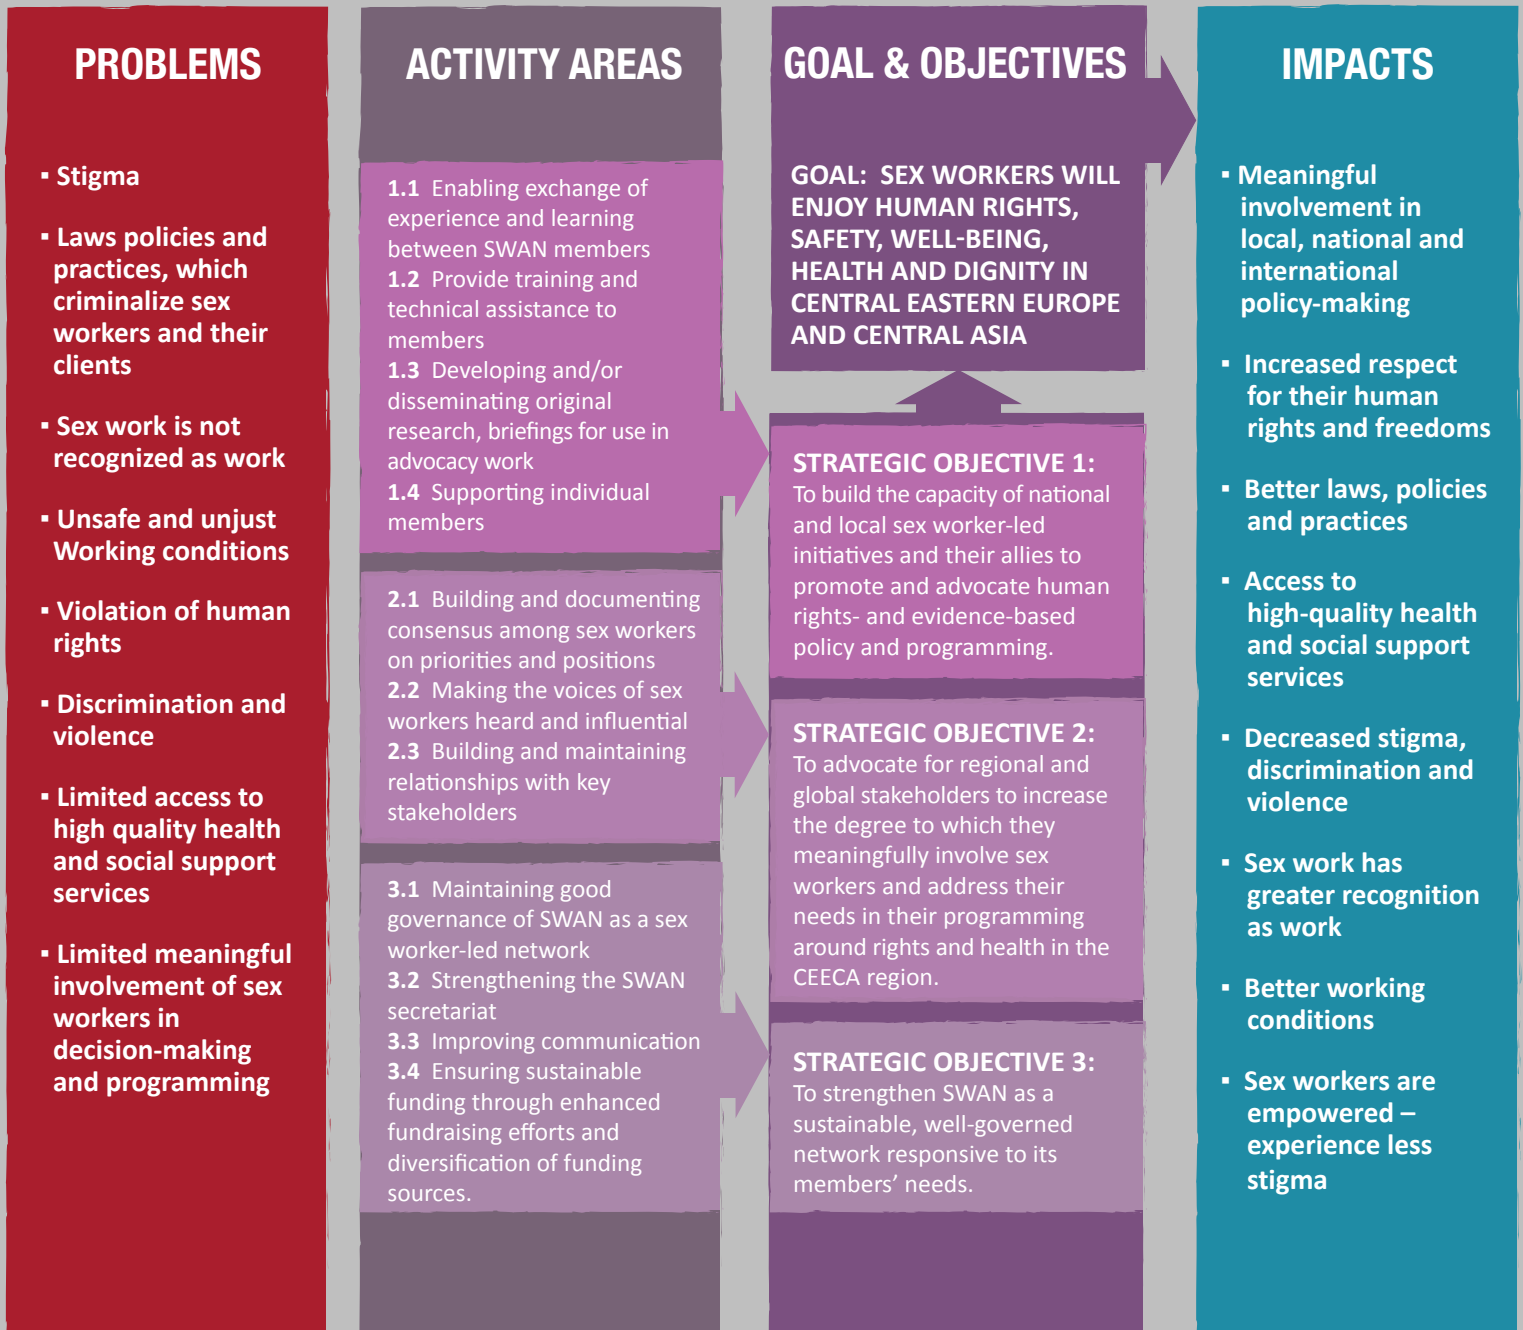 PROBLEMS
▪ Stigma
▪ Laws policies and
practices, which
criminalize sex
workers and their
clients
▪ Sex work is not
recognized as work
▪ Unsafe and unjust
Working conditions
▪ Violation of human
rights
▪ Discrimination and
violence
▪ Limited access to
high quality health
and social support
services
▪ Limited meaningful
involvement of sex
workers in
decision-making
and programming
ACTIVITY AREAS
1.1 Enabling exchange of
experience and learning
between SWAN members
1.2 Provide training and
technical assistance to
members
1.3 Developing and/or
disseminating original
research, briefings for use in
advocacy work
1.4 Supporting individual
members
2.1 Building and documenting
consensus among sex workers
on priorities and positions
2.2 Making the voices of sex
workers heard and influential
2.3 Building and maintaining
relationships with key
stakeholders
3.1 Maintaining good
governance of SWAN as a sex
worker-led network
3.2 Strengthening the SWAN
secretariat
3.3 Improving communication
3.4 Ensuring sustainable
funding through enhanced
fundraising efforts and
diversification of funding
sources.
GOAL & OBJECTIVES
GOAL: SEX WORKERS WILL
ENJOY HUMAN RIGHTS,
SAFETY, WELL-BEING,
HEALTH AND DIGNITY IN
CENTRAL EASTERN EUROPE
AND CENTRAL ASIA
STRATEGIC OBJECTIVE 1:
To build the capacity of national
and local sex worker-led
initiatives and their allies to
promote and advocate human
rights- and evidence-based
policy and programming.
STRATEGIC OBJECTIVE 2:
To advocate for regional and
global stakeholders to increase
the degree to which they
meaningfully involve sex
workers and address their
needs in their programming
around rights and health in the
CEECA region.
STRATEGIC OBJECTIVE 3:
To strengthen SWAN as a
sustainable, well-governed
network responsive to its
members’ needs.
IMPACTS
▪ Meaningful
involvement in
local, national and
international
policy-making
▪ Increased respect
for their human
rights and freedoms
▪ Better laws, policies
and practices
▪ Access to
high-quality health
and social support
services
▪ Decreased stigma,
discrimination and
violence
▪ Sex work has
greater recognition
as work
▪ Better working
conditions
▪ Sex workers are
empowered –
experience less
stigma